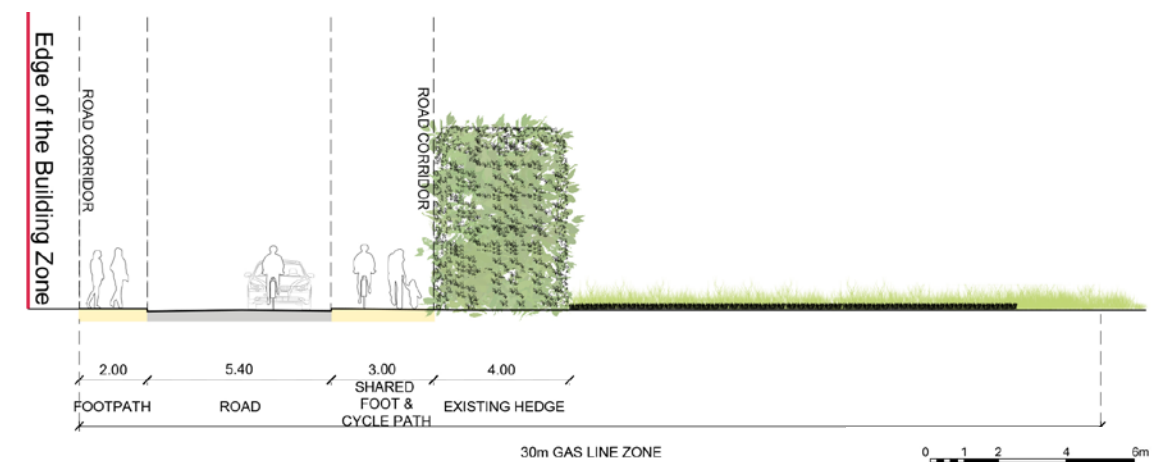 Edge of the Building Zone
ROAD CORRIDOR
ROAD CORRIDOR
2.00
5.40
3.00
4.00
FOOTPATH
ROAD
SHARED
FOOT &
CYCLE PATH
EXISTING HEDGE
30m GAS LINE ZONE
0 1 2 4 6m